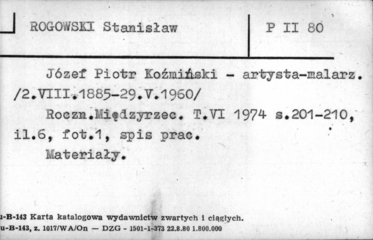 ROGOWSKI Stanisław P II 80
Józef Piotr Koźmiński - artysta-malarz.
/2.VIII.1885-29.V.1960/
Roczn.Międzyrzec. T.VI 1974 s.201-210,
il.6, fot.1, spis prac.
Materiały.
u-B-143 Karta katalogowa wydawnictw zwartych i ciągłych.
u-B-143, z. 1017/WA/On — DZG - 1501-1-373 22.8.80 1.800.000